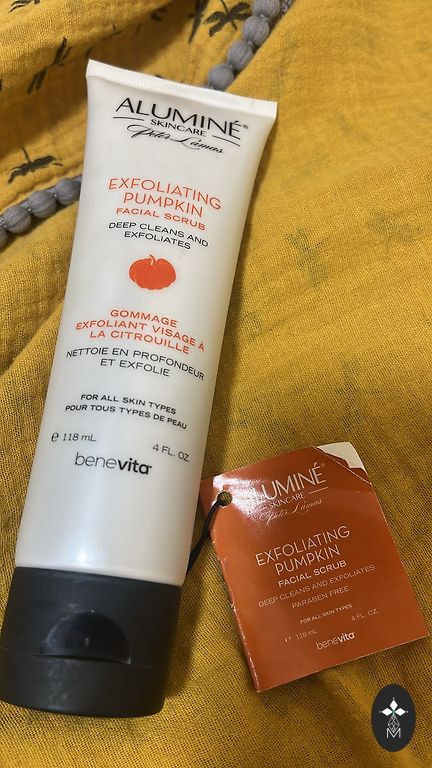 ALUMINÉ®
SKINCARE
Peter Lamas
EXFOLIATING
PUMPKIN
FACIAL SCRUB
DEEP CLEANS AND
EXFOLIATES
GOMMAGE
EXFOLIANT VISAGE À
LA CITROUILLE
NETTOIE EN PROFONDEUR
ET EXFOLIE
FOR ALL SKIN TYPES
POUR TOUS TYPES DE PEAU
℮ 118 mL
4 FL. OZ
benevita
ALUMINÉ
SKINCARE
Peter Lamas
EXFOLIATING
PUMPKIN
FACIAL SCRUB
DEEP CLEANS AND EXFOLIATES
PARABEN FREE
FOR ALL SKIN TYPES
℮ 118 mL
4 FL. OZ
benevita
M